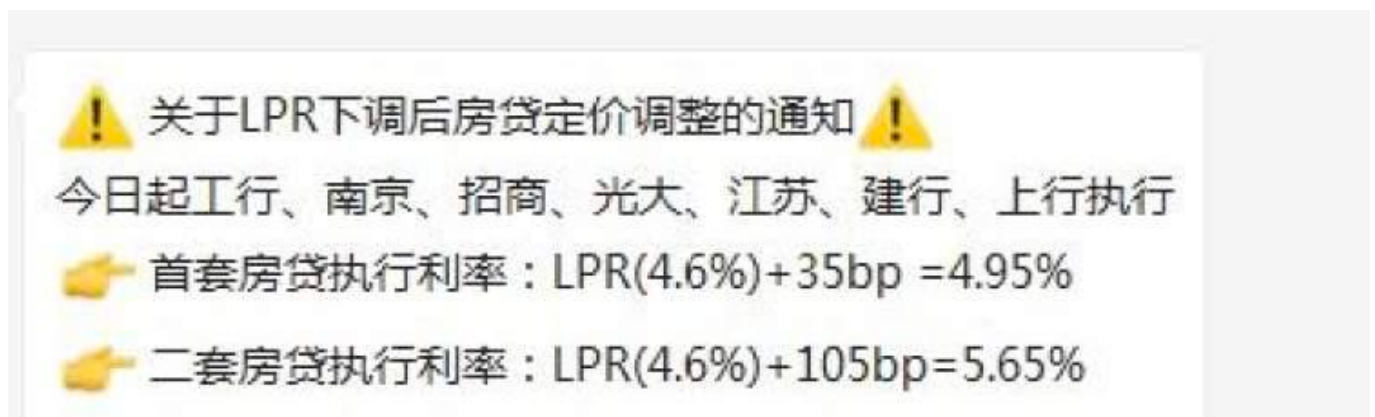 ⚠️ 关于LPR下调后房贷定价调整的通知 ⚠️
今日起工行、南京、招商、光大、江苏、建行、上行执行
👉 首套房贷执行利率：LPR(4.6%)+35bp =4.95%
👉 二套房贷执行利率：LPR(4.6%)+105bp=5.65%